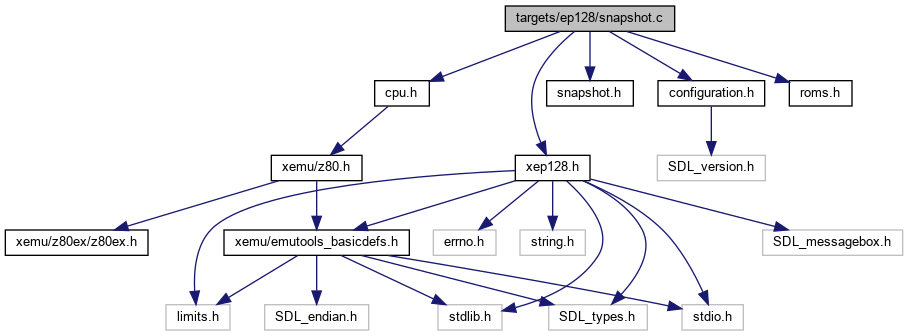 targets/ep128/snapshot.c
cpu.h
snapshot.h
configuration.h
roms.h
xemu/z80.h
xep128.h
SDL_version.h
xemu/z80ex/z80ex.h
xemu/emutools_basicdefs.h
errno.h
string.h
SDL_messagebox.h
limits.h
SDL_endian.h
stdlib.h
SDL_types.h
stdio.h